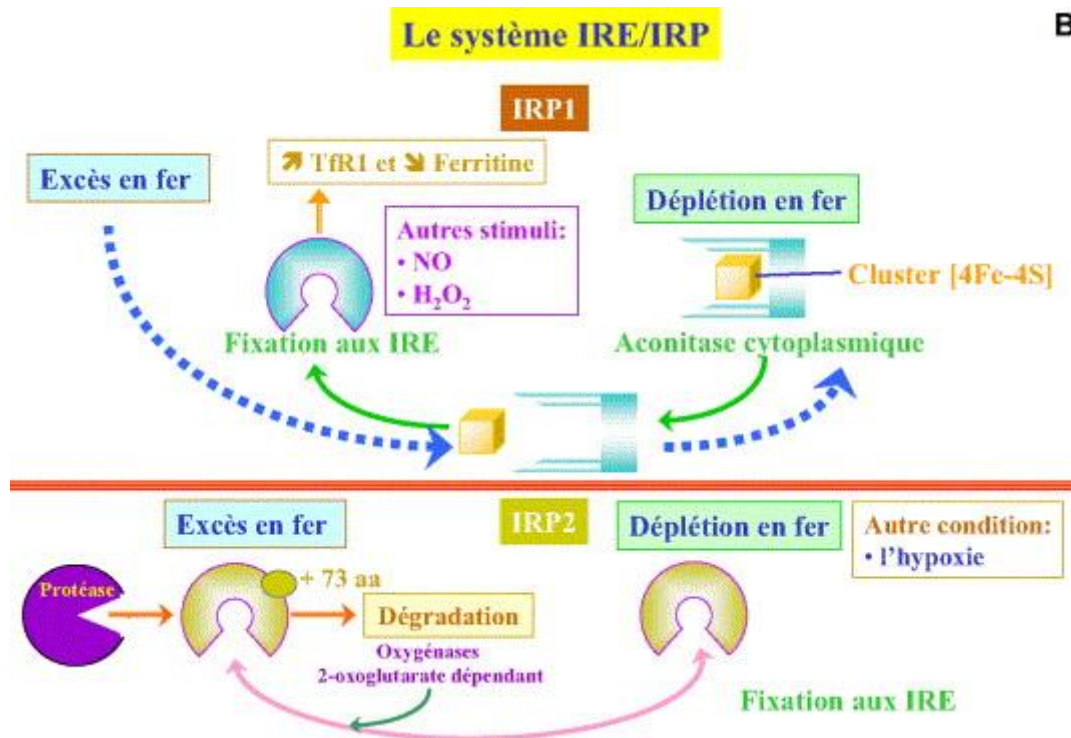 Le système IRE/IRP
B
IRP1
↗ TfR1 et ↘ Ferritine
Excès en fer
Déplétion en fer
Autres stimuli:
• NO
• H₂O₂
Cluster [4Fe-4S]
Fixation aux IRE
Aconitase cytoplasmique
Excès en fer
IRP2
Déplétion en fer
Autre condition:
• l'hypoxie
Protéase
+ 73 aa
Dégradation
Oxygénases
2-oxoglutarate dépendant
Fixation aux IRE